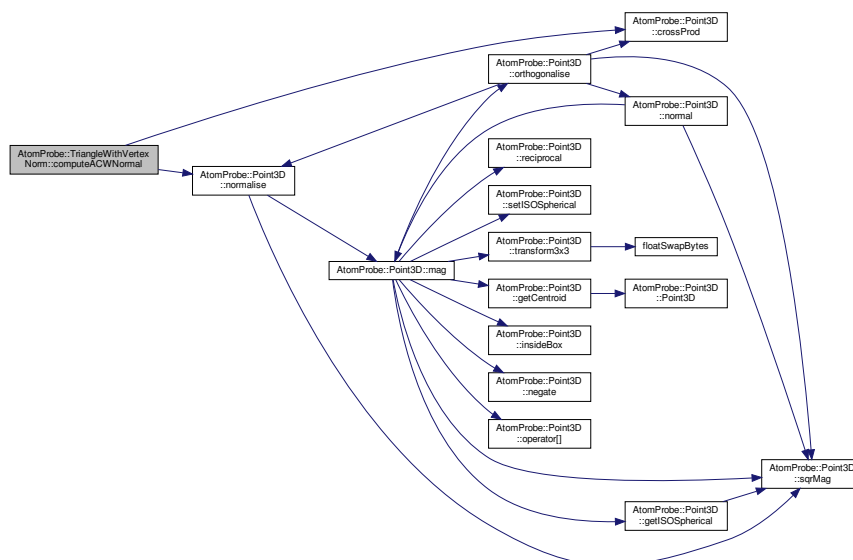 AtomProbe::Point3D
::crossProd
AtomProbe::Point3D
::orthogonalise
AtomProbe::Point3D
::normal
AtomProbe::TriangleWithVertex
Norm::computeACWNormal
AtomProbe::Point3D
::normalise
AtomProbe::Point3D
::reciprocal
AtomProbe::Point3D
::setISOSpherical
AtomProbe::Point3D
::transform3x3
floatSwapBytes
AtomProbe::Point3D::mag
AtomProbe::Point3D
::getCentroid
AtomProbe::Point3D
::Point3D
AtomProbe::Point3D
::insideBox
AtomProbe::Point3D
::negate
AtomProbe::Point3D
::operator[]
AtomProbe::Point3D
::sqrMag
AtomProbe::Point3D
::getISOSpherical